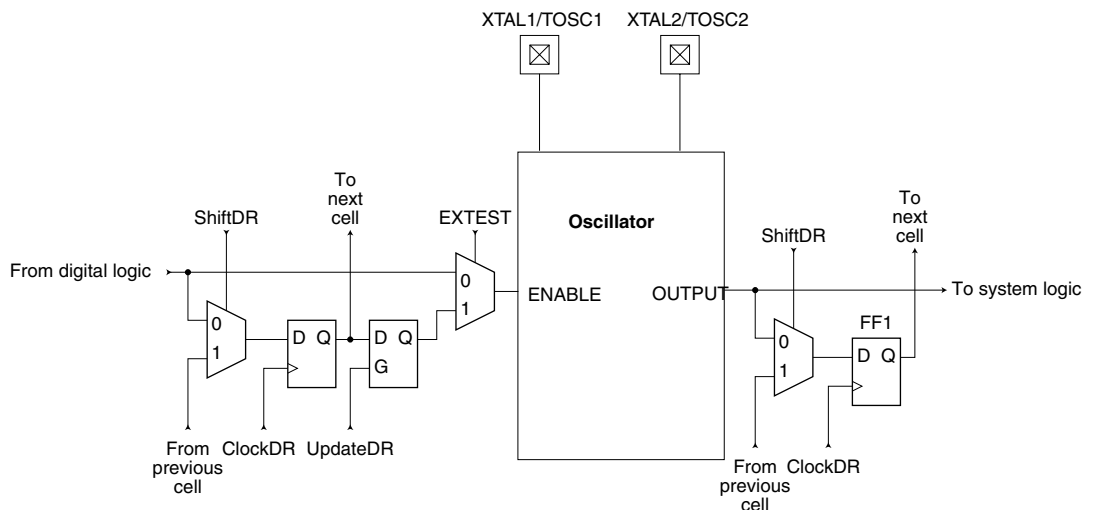 XTAL1/TOSC1
XTAL2/TOSC2
To
next
cell
ShiftDR
EXTEST
Oscillator
To
next
cell
ShiftDR
From digital logic
0
1
0
1
D Q
D Q
G
ENABLE
OUTPUT
To system logic
FF1
0
1
D Q
From
previous
cell
ClockDR
UpdateDR
From
previous
cell
ClockDR